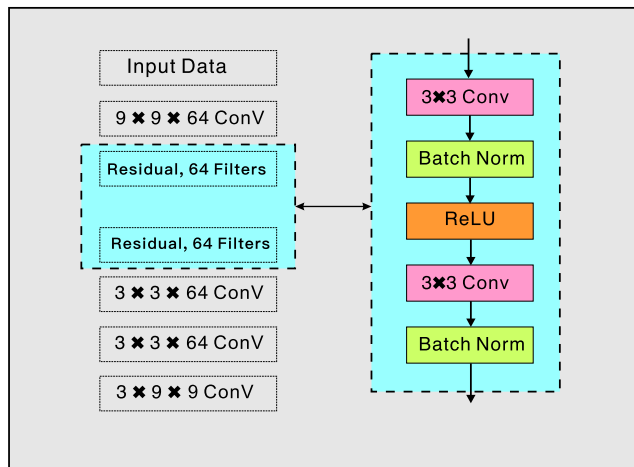 Input Data
9 × 9 × 64 ConV
Residual, 64 Filters
Residual, 64 Filters
3 × 3 × 64 ConV
3 × 3 × 64 ConV
3 × 9 × 9 ConV
3×3 Conv
Batch Norm
ReLU
3×3 Conv
Batch Norm